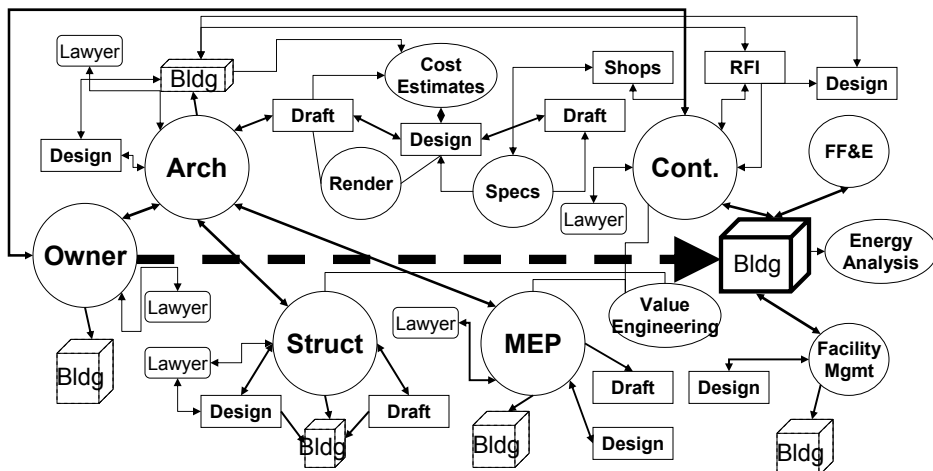 Lawyer
Bldg
Cost
Estimates
Shops
RFI
Design
Draft
Design
Draft
Design
Arch
Render
Specs
Cont.
FF&E
Lawyer
Owner
Bldg
Energy
Analysis
Lawyer
Value
Engineering
Lawyer
Struct
MEP
Lawyer
Facility
Mgmt
Bldg
Design
Draft
Draft
Design
Bldg
Bldg
Design
Bldg